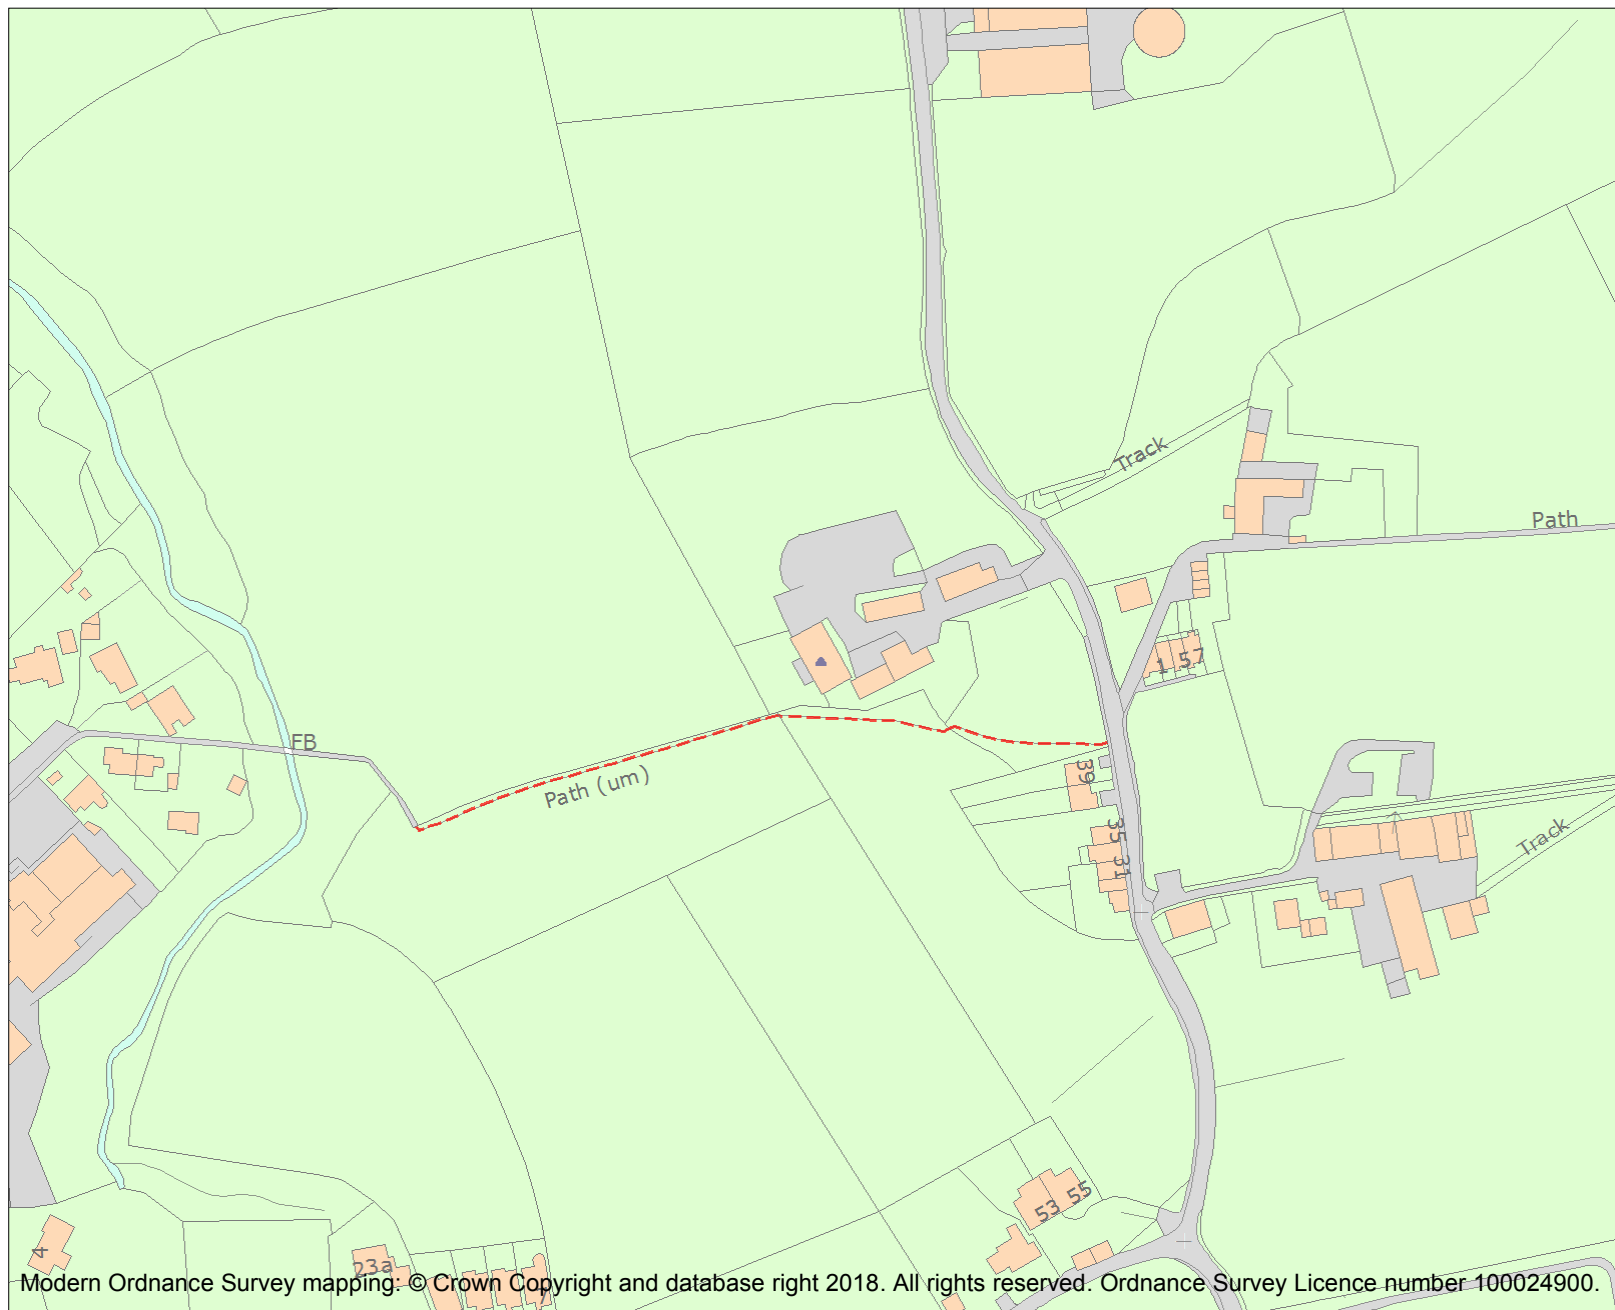 Track
Path
1 57
FB
39
Path (um)
35
31
Track
53 55
4
23a
7
Modern Ordnance Survey mapping: © Crown Copyright and database right 2018. All rights reserved. Ordnance Survey Licence number 100024900.